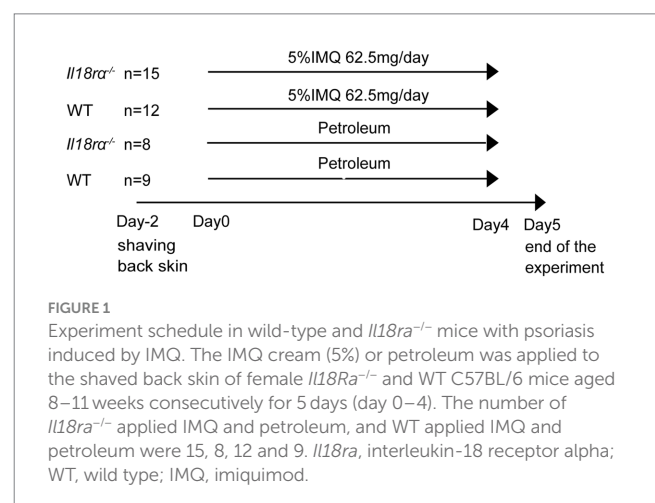 5%IMQ 62.5mg/day
Il18rα-/- n=15
5%IMQ 62.5mg/day
WT n=12
Petroleum
Il18rα-/- n=8
Petroleum
WT n=9
Day-2 Day0 Day4 Day5
shaving end of the
back skin experiment
FIGURE 1
Experiment schedule in wild-type and Il18ra−/− mice with psoriasis
induced by IMQ. The IMQ cream (5%) or petroleum was applied to
the shaved back skin of female Il18Ra−/− and WT C57BL/6 mice aged
8–11 weeks consecutively for 5 days (day 0–4). The number of
Il18ra−/− applied IMQ and petroleum, and WT applied IMQ and
petroleum were 15, 8, 12 and 9. Il18ra, interleukin-18 receptor alpha;
WT, wild type; IMQ, imiquimod.